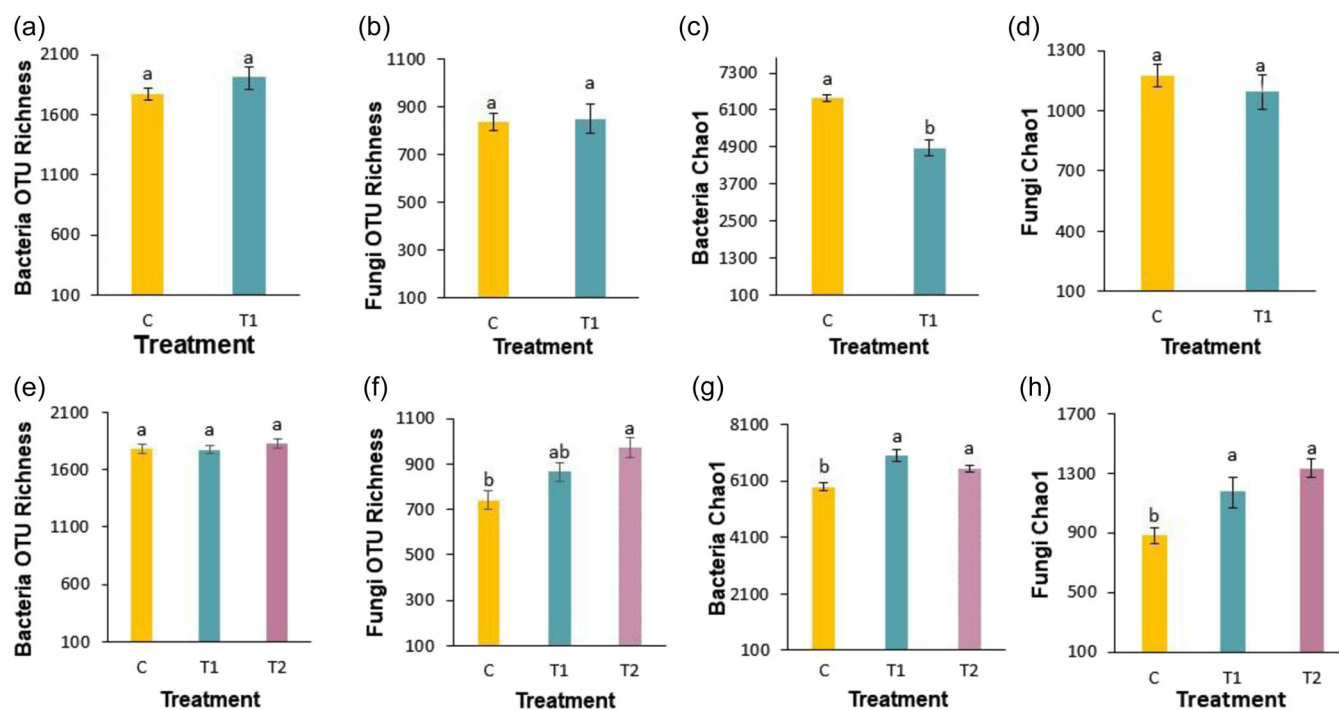 (a)
Bacteria OTU Richness
2100
1600
1100
600
100
a
a
C
T1
Treatment
(b)
Fungi OTU Richness
1100
900
700
500
300
100
a
a
C
T1
Treatment
(c)
Bacteria Chao1
7300
6100
4900
3700
2500
1300
100
a
b
C
T1
Treatment
(d)
Fungi Chao1
1300
1000
700
400
100
a
a
C
T1
Treatment
(e)
Bacteria OTU Richness
2100
1600
1100
600
100
a
a
a
C
T1
T2
Treatment
(f)
Fungi OTU Richness
1100
900
700
500
300
100
b
ab
a
C
T1
T2
Treatment
(g)
Bacteria Chao1
8100
6100
4100
2100
100
b
a
a
C
T1
T2
Treatment
(h)
Fungi Chao1
1700
1300
900
500
100
b
a
a
C
T1
T2
Treatment